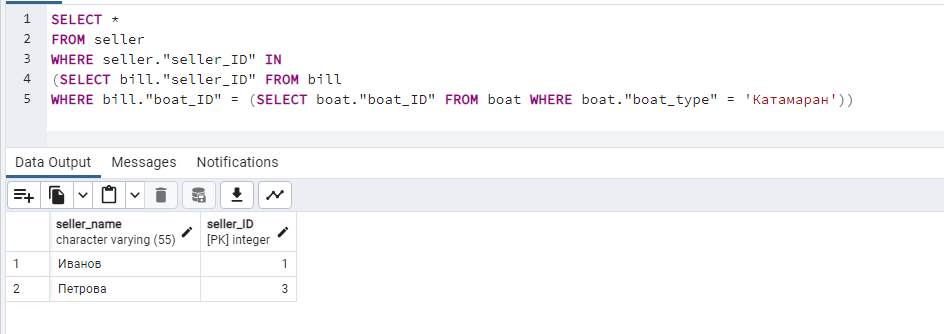 1 SELECT *
2 FROM seller
3 WHERE seller."seller_ID" IN
4 (SELECT bill."seller_ID" FROM bill
5 WHERE bill."boat_ID" = (SELECT boat."boat_ID" FROM boat WHERE boat."boat_type" = 'Катамаран'))
Data Output Messages Notifications
seller_name seller_ID
character varying (55) [PK] integer
1 Иванов 1
2 Петрова 3